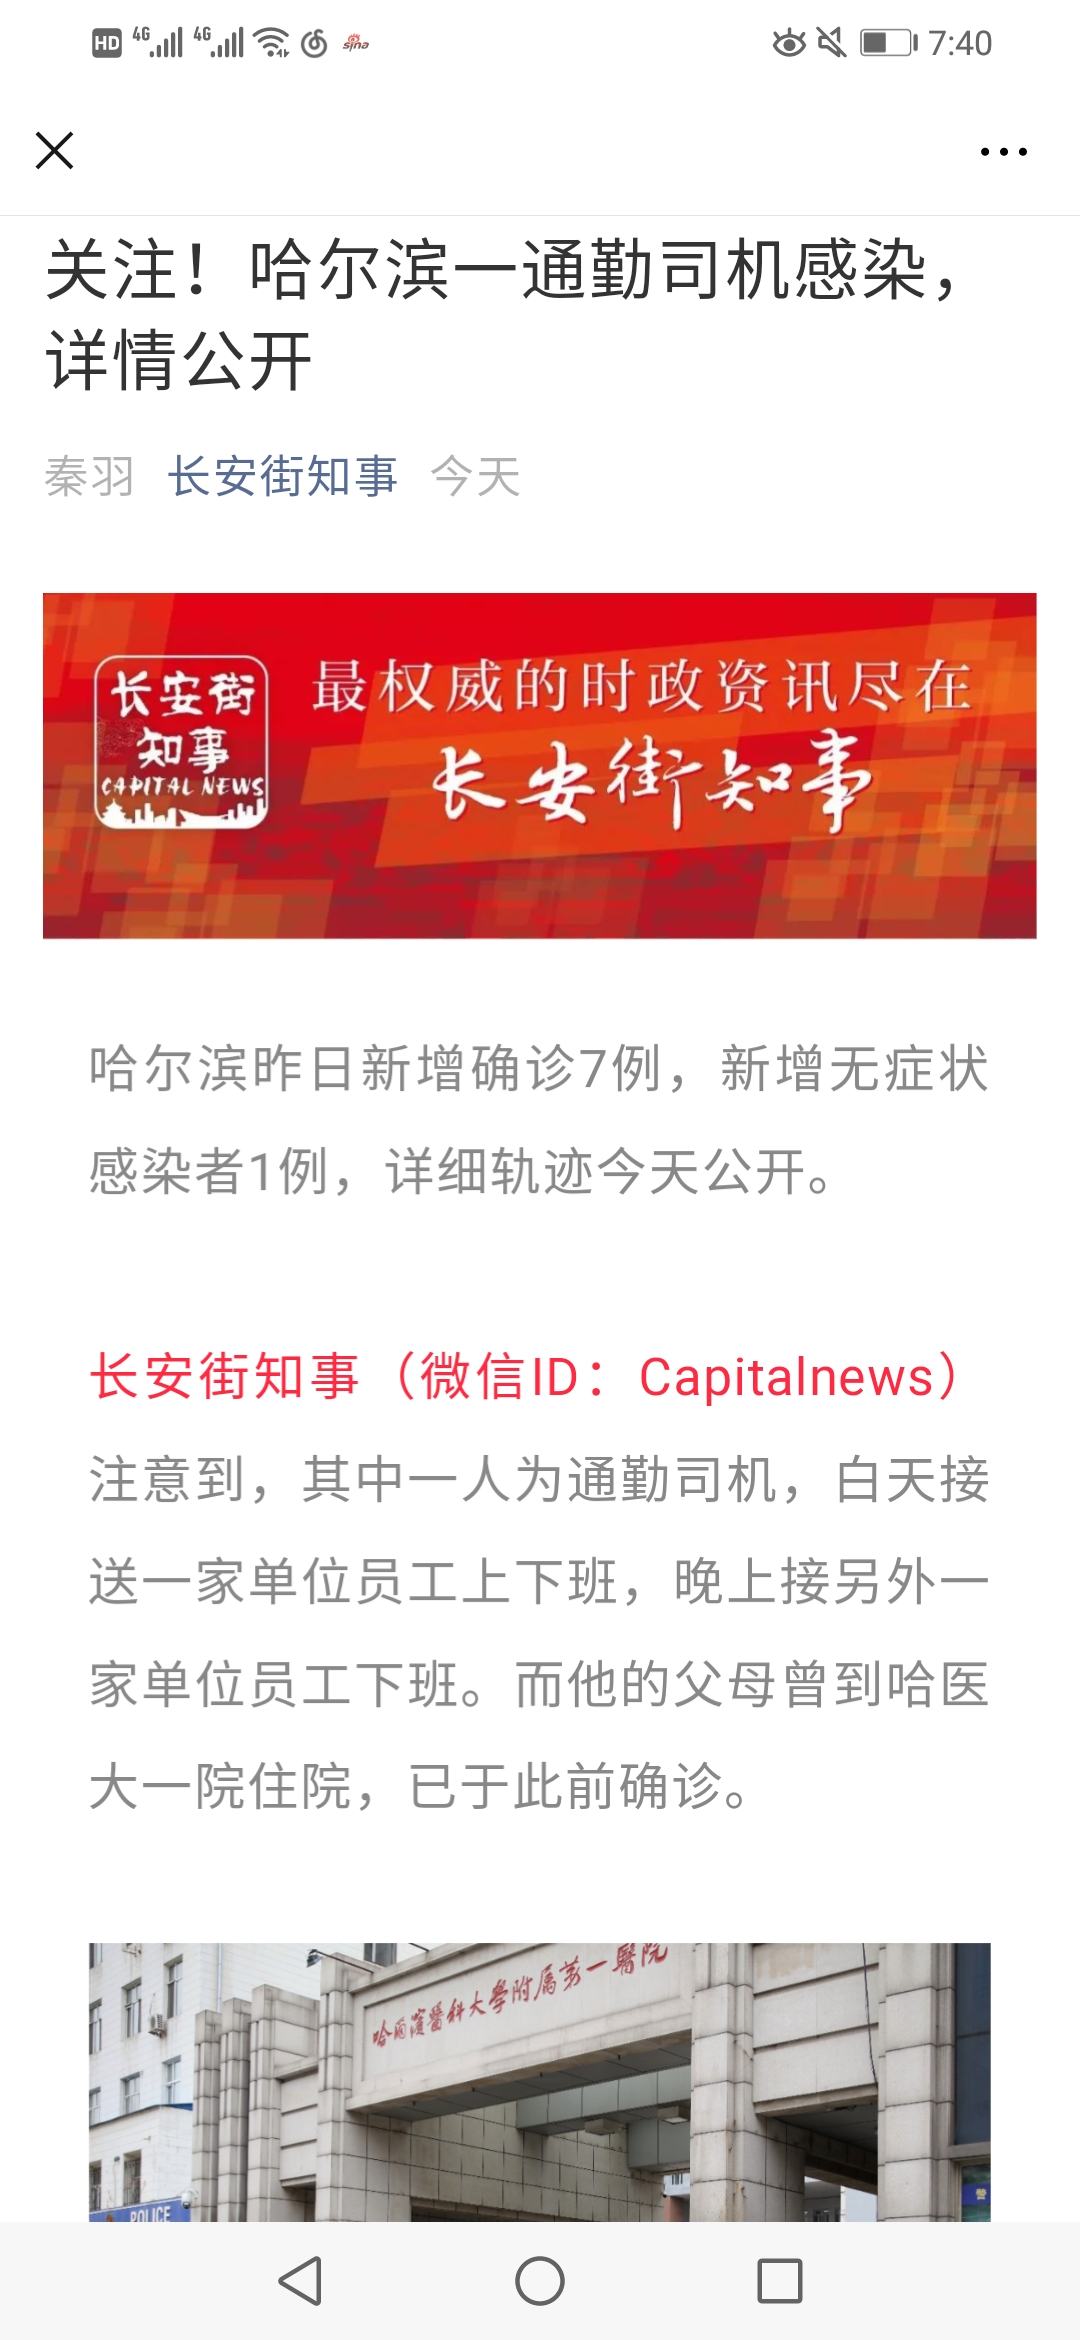 HD 4G 4G sina 7:40
关注！哈尔滨一通勤司机感染，
详情公开
秦羽 长安街知事 今天
长安街
知事
CAPITAL NEWS
最权威的时政资讯尽在
长安街知事
哈尔滨昨日新增确诊7例，新增无症状
感染者1例，详细轨迹今天公开。
长安街知事（微信ID：Capitalnews）
注意到，其中一人为通勤司机，白天接
送一家单位员工上下班，晚上接另外一
家单位员工下班。而他的父母曾到哈医
大一院住院，已于此前确诊。
哈尔滨醫科大學附属第一醫院
POLICE
警